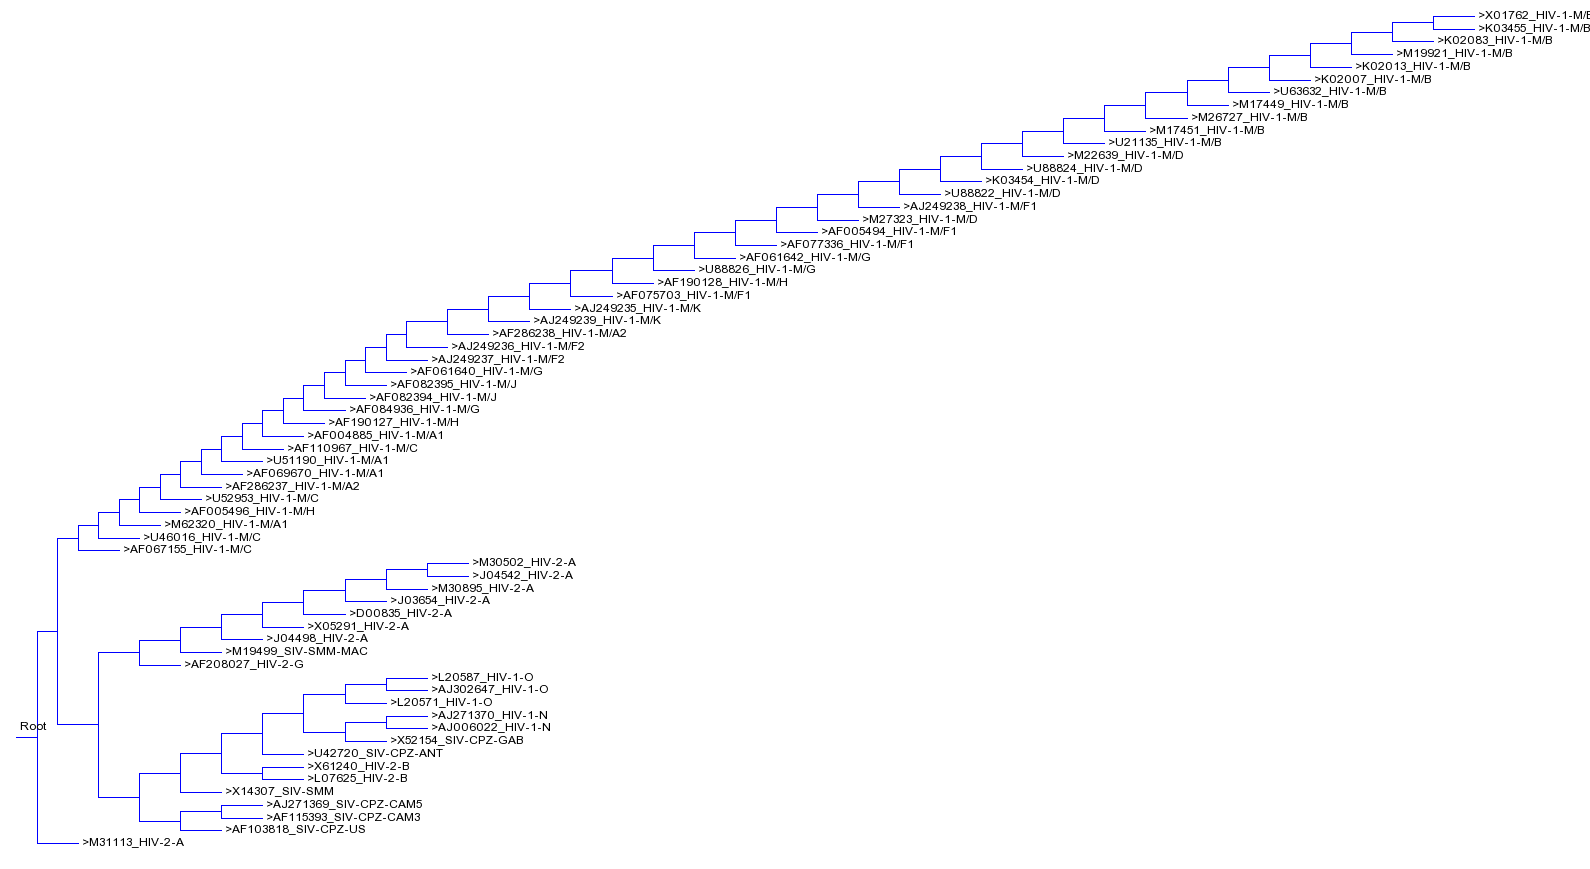 >X01762_HIV-1-M/B
>K03455_HIV-1-M/B
>K02083_HIV-1-M/B
>M19921_HIV-1-M/B
>K02013_HIV-1-M/B
>K02007_HIV-1-M/B
>U63632_HIV-1-M/B
>M17449_HIV-1-M/B
>M26727_HIV-1-M/B
>M17451_HIV-1-M/B
>U21135_HIV-1-M/B
>M22639_HIV-1-M/D
>U88824_HIV-1-M/D
>K03454_HIV-1-M/D
>U88822_HIV-1-M/D
>AJ249238_HIV-1-M/F1
>M27323_HIV-1-M/D
>AF005494_HIV-1-M/F1
>AF077336_HIV-1-M/F1
>AF061642_HIV-1-M/G
>U88826_HIV-1-M/G
>AF190128_HIV-1-M/H
>AF075703_HIV-1-M/F1
>AJ249235_HIV-1-M/K
>AJ249239_HIV-1-M/K
>AF286238_HIV-1-M/A2
>AJ249236_HIV-1-M/F2
>AJ249237_HIV-1-M/F2
>AF061640_HIV-1-M/G
>AF082395_HIV-1-M/J
>AF082394_HIV-1-M/J
>AF084936_HIV-1-M/G
>AF190127_HIV-1-M/H
>AF004885_HIV-1-M/A1
>AF110967_HIV-1-M/C
>U51190_HIV-1-M/A1
>AF069670_HIV-1-M/A1
>AF286237_HIV-1-M/A2
>U52953_HIV-1-M/C
>AF005496_HIV-1-M/H
>M62320_HIV-1-M/A1
>U46016_HIV-1-M/C
>AF067155_HIV-1-M/C
>M30502_HIV-2-A
>J04542_HIV-2-A
>M30895_HIV-2-A
>J03654_HIV-2-A
>D00835_HIV-2-A
>X05291_HIV-2-A
>J04498_HIV-2-A
>M19499_SIV-SMM-MAC
>AF208027_HIV-2-G
>L20587_HIV-1-O
>AJ302647_HIV-1-O
>L20571_HIV-1-O
>AJ271370_HIV-1-N
Root
>AJ006022_HIV-1-N
>X52154_SIV-CPZ-GAB
>U42720_SIV-CPZ-ANT
>X61240_HIV-2-B
>L07625_HIV-2-B
>X14307_SIV-SMM
>AJ271369_SIV-CPZ-CAM5
>AF115393_SIV-CPZ-CAM3
>AF103818_SIV-CPZ-US
>M31113_HIV-2-A